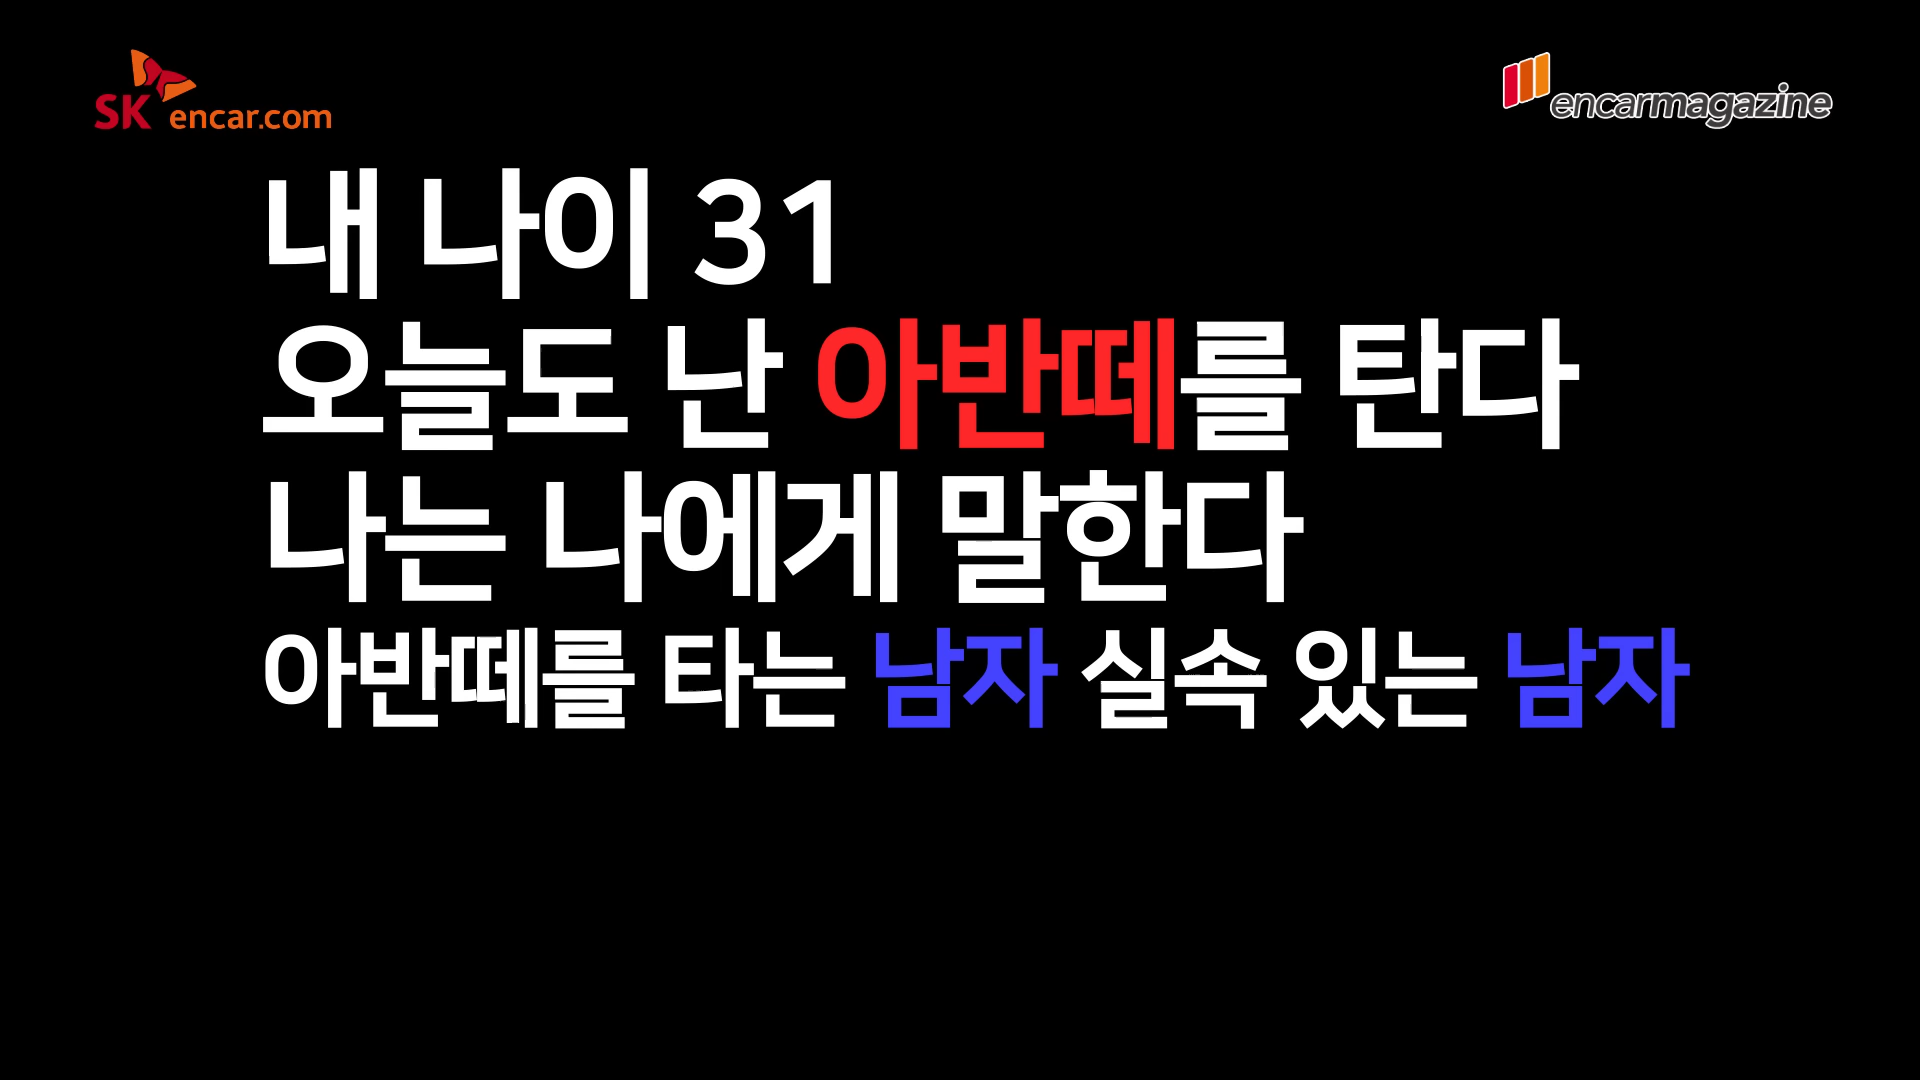 SK encar.com
encarmagazine
내 나이 31
오늘도 난 아반떼를 탄다
나는 나에게 말한다
아반떼를 타는 남자 실속 있는 남자